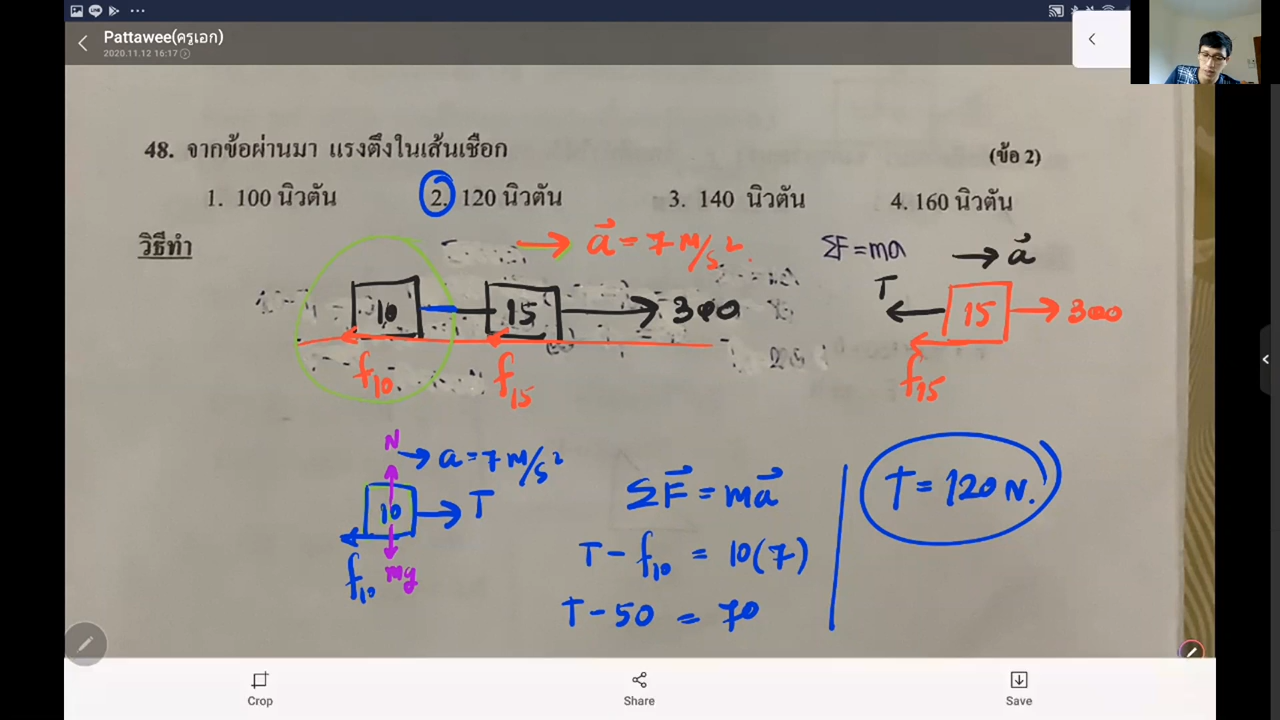 Pattawee(ครูเอก)
2020.11.12 16:17
48. จากข้อผ่านมา แรงตึงในเส้นเชือก
(ข้อ 2)
1. 100 นิวตัน 2. 120 นิวตัน 3. 140 นิวตัน 4. 160 นิวตัน
วิธีทำ
a = 7 m/s²
ΣF = ma
a
10 15 300
T 15 300
f10 f15
f15
N
a = 7 m/s²
10 T
f10 mg
ΣF = ma
T - f10 = 10(7)
T - 50 = 70
T = 120 N.
Crop Share Save